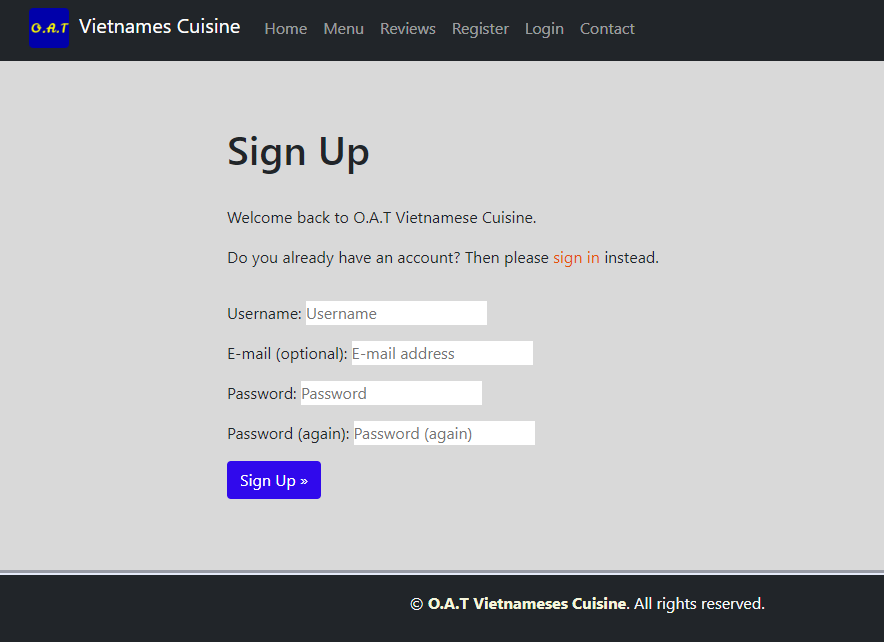 O.A.T Vietnames Cuisine Home Menu Reviews Register Login Contact
Sign Up
Welcome back to O.A.T Vietnamese Cuisine.
Do you already have an account? Then please sign in instead.
Username: Username
E-mail (optional): E-mail address
Password: Password
Password (again): Password (again)
Sign Up »
© O.A.T Vietnameses Cuisine. All rights reserved.